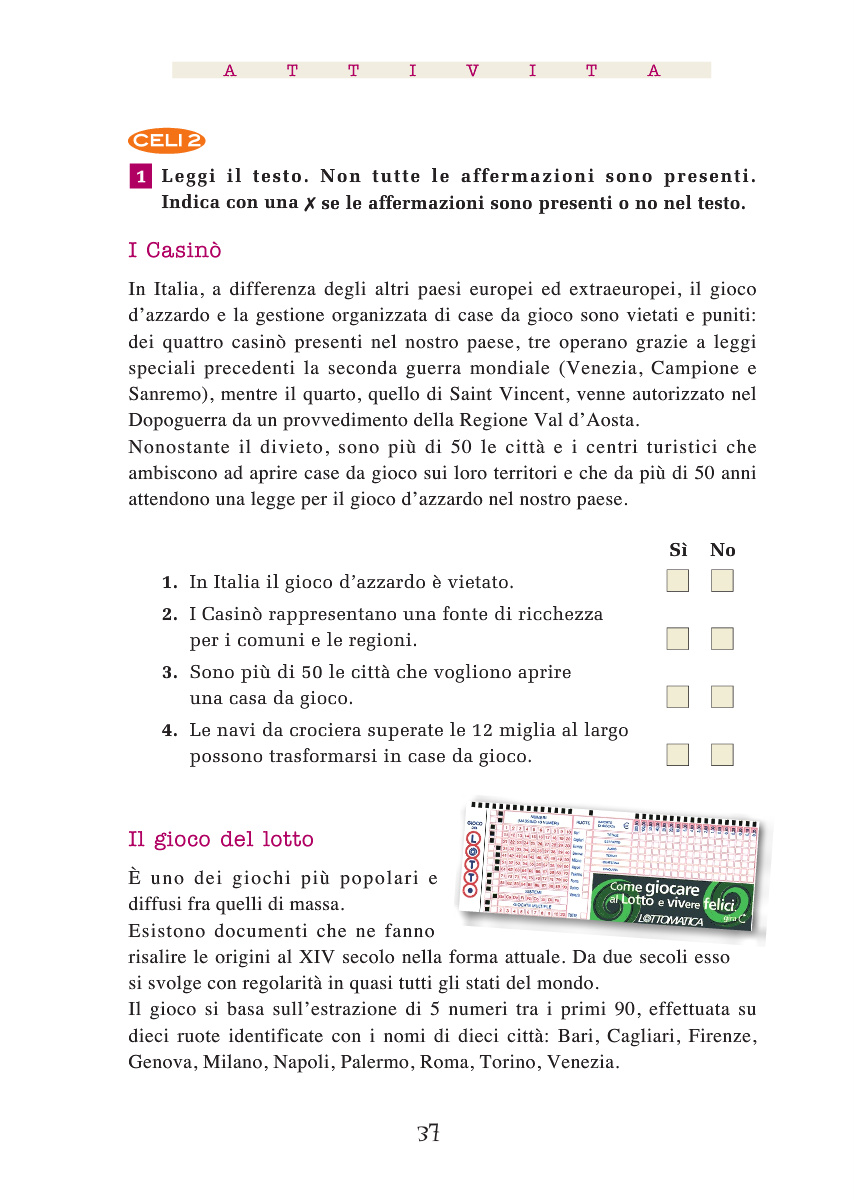 A T T I V I T A
CELI 2
1 Leggi il testo. Non tutte le affermazioni sono presenti.
Indica con una ✗ se le affermazioni sono presenti o no nel testo.
I Casinò
In Italia, a differenza degli altri paesi europei ed extraeuropei, il gioco
d’azzardo e la gestione organizzata di case da gioco sono vietati e puniti:
dei quattro casinò presenti nel nostro paese, tre operano grazie a leggi
speciali precedenti la seconda guerra mondiale (Venezia, Campione e
Sanremo), mentre il quarto, quello di Saint Vincent, venne autorizzato nel
Dopoguerra da un provvedimento della Regione Val d’Aosta.
Nonostante il divieto, sono più di 50 le città e i centri turistici che
ambiscono ad aprire case da gioco sui loro territori e che da più di 50 anni
attendono una legge per il gioco d’azzardo nel nostro paese.
Sì No
1. In Italia il gioco d’azzardo è vietato.
2. I Casinò rappresentano una fonte di ricchezza
per i comuni e le regioni.
3. Sono più di 50 le città che vogliono aprire
una casa da gioco.
4. Le navi da crociera superate le 12 miglia al largo
possono trasformarsi in case da gioco.
Il gioco del lotto
È uno dei giochi più popolari e
diffusi fra quelli di massa.
Esistono documenti che ne fanno
risalire le origini al XIV secolo nella forma attuale. Da due secoli esso
si svolge con regolarità in quasi tutti gli stati del mondo.
Il gioco si basa sull’estrazione di 5 numeri tra i primi 90, effettuata su
dieci ruote identificate con i nomi di dieci città: Bari, Cagliari, Firenze,
Genova, Milano, Napoli, Palermo, Roma, Torino, Venezia.
GIOCO
DEL
LOTTO
Come giocare
al Lotto e vivere felici.
gira
LOTTOMATICA
37